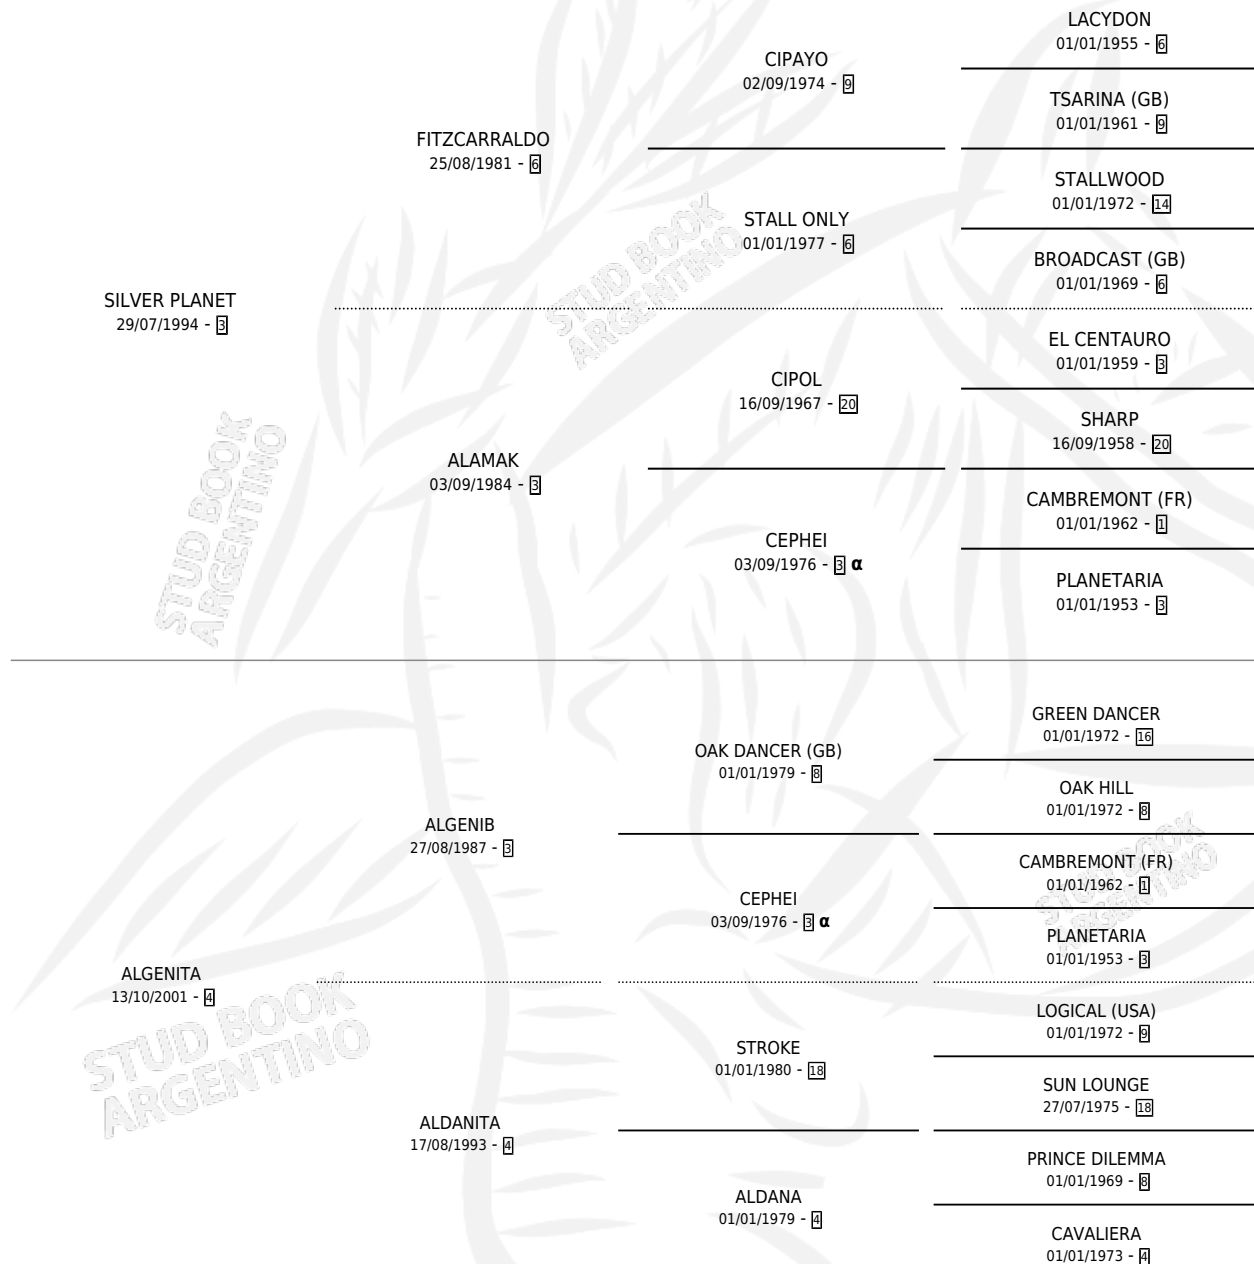 LACYDON
01/01/1955 - 6
CIPAYO
02/09/1974 - 9
TSARINA (GB)
01/01/1961 - 9
FITZCARRALDO
25/08/1981 - 6
STALLWOOD
01/01/1972 - 14
STALL ONLY
01/01/1977 - 6
BROADCAST (GB)
01/01/1969 - 6
STUD BOOK
ARGENTINO
SILVER PLANET
29/07/1994 - 3
EL CENTAURO
01/01/1959 - 3
CIPOL
16/09/1967 - 20
SHARP
16/09/1958 - 20
ALAMAK
03/09/1984 - 3
CAMBREMONT (FR)
01/01/1962 - 1
CEPHEI
03/09/1976 - 3 α
PLANETARIA
01/01/1953 - 3
STUD BOOK
ARGENTINO
GREEN DANCER
01/01/1972 - 16
OAK DANCER (GB)
01/01/1979 - 8
OAK HILL
01/01/1972 - 8
ALGENIB
27/08/1987 - 3
CAMBREMONT (FR)
01/01/1962 - 1
CEPHEI
03/09/1976 - 3 α
PLANETARIA
01/01/1953 - 3
STUD BOOK
ARGENTINO
ALGENITA
13/10/2001 - 4
LOGICAL (USA)
01/01/1972 - 9
STROKE
01/01/1980 - 18
SUN LOUNGE
27/07/1975 - 18
STUD BOOK
ARGENTINO
ALDANITA
17/08/1993 - 4
PRINCE DILEMMA
01/01/1969 - 8
ALDANA
01/01/1979 - 4
CAVALIERA
01/01/1973 - 4